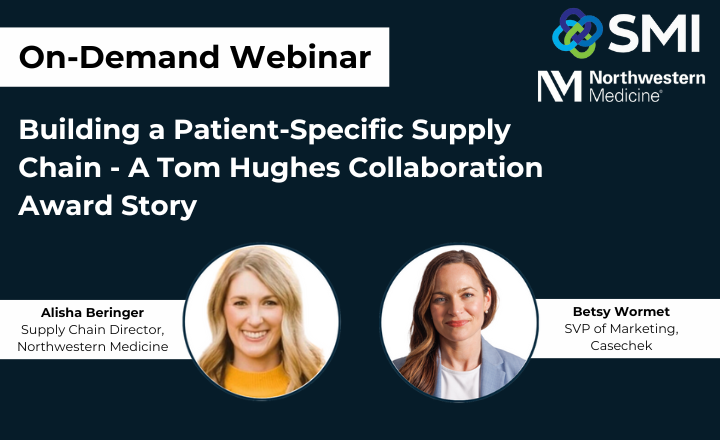 On-Demand Webinar
SMI
Northwestern
Medicine®
Building a Patient-Specific Supply
Chain - A Tom Hughes Collaboration
Award Story
Alisha Beringer
Supply Chain Director,
Northwestern Medicine
Betsy Wormet
SVP of Marketing,
Casechek